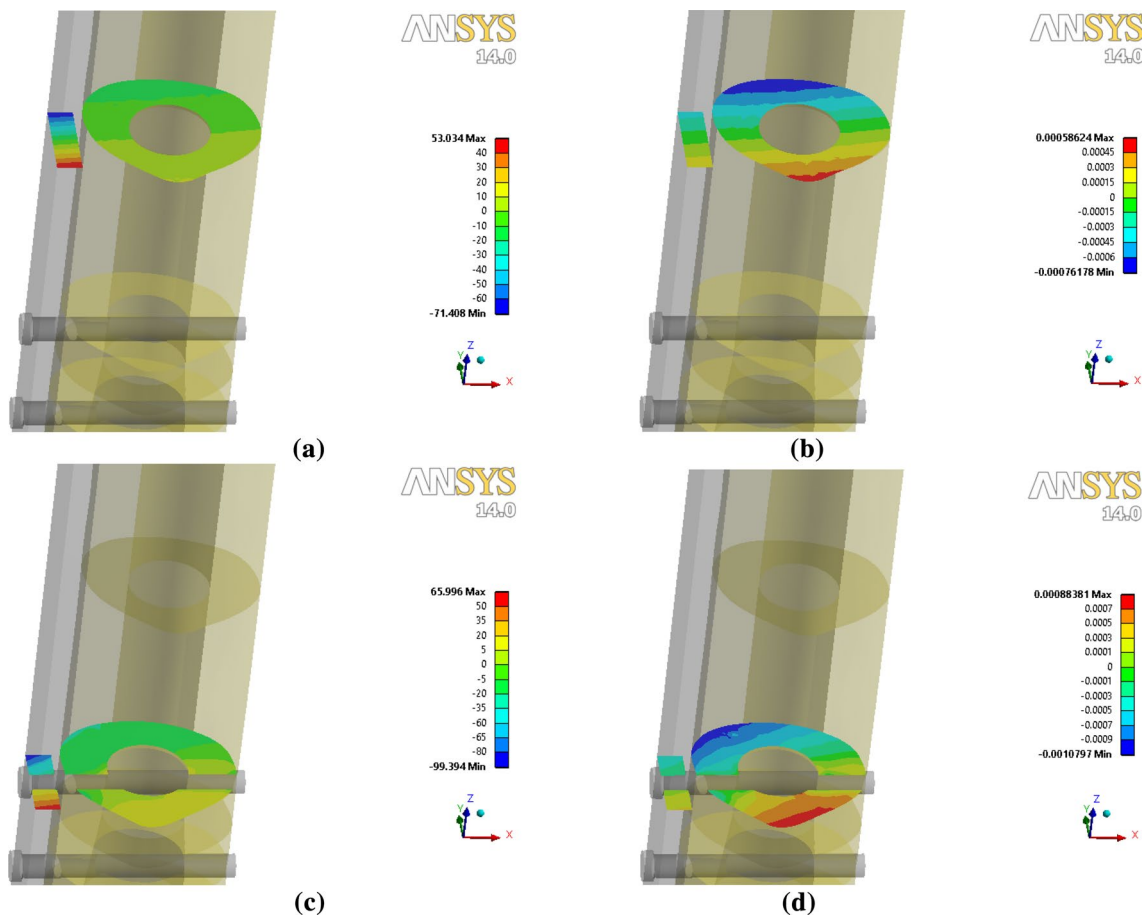 ANSYS
14.0
53.034 Max
40
30
20
10
0
-10
-20
-30
-40
-50
-60
-71.408 Min
Y
Z
X
(a)
ANSYS
14.0
0.00058624 Max
0.00045
0.0003
0.00015
0
-0.00015
-0.0003
-0.00045
-0.0006
-0.00076178 Min
Y
Z
X
(b)
ANSYS
14.0
65.996 Max
50
35
20
5
0
-5
-20
-35
-60
-65
-80
-99.394 Min
Y
Z
X
(c)
ANSYS
14.0
0.00088381 Max
0.0007
0.0005
0.0003
0.0001
0
-0.0001
-0.0003
-0.0005
-0.0007
-0.0009
-0.0010797 Min
Y
Z
X
(d)